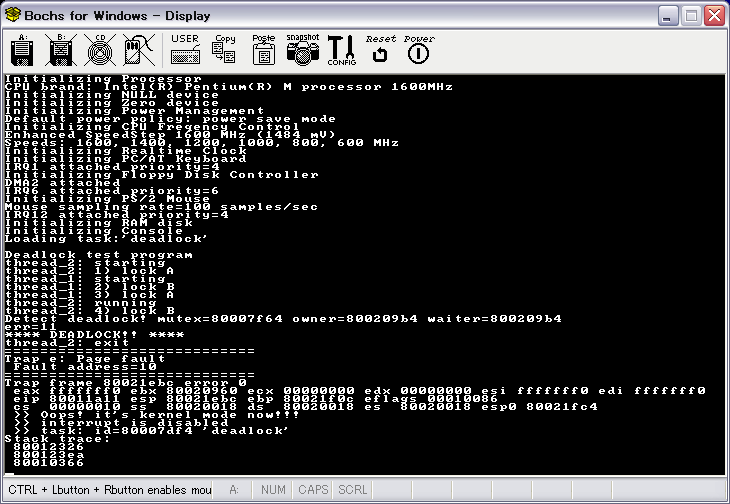 Bochs for Windows - Display
A:
B:
CD
USER
Copy
Poste
snapshot
CONFIG
Reset
Power
Initializing Processor
CPU brand: Intel(R) Pentium(R) M processor 1600MHz
Initializing NULL device
Initializing Zero device
Initializing Power Management
Default power policy: power save mode
Initializing CPU Freqency Control
Enhanced SpeedStep 1600 MHz (1484 mV)
Speeds: 1600, 1400, 1200, 1000, 800, 600 MHz
Initializing Realtime Clock
Initializing PC/AT Keyboard
IRQ1 attached priority=4
Initializing Floppy Disk Controller
DMA2 attached
IRQ6 attached priority=6
Initializing PS/2 Mouse
Mouse sampling rate=100 samples/sec
IRQ12 attached priority=4
Initializing RAM disk
Initializing Console
Loading task:'deadlock'
Deadlock test program
thread_2: starting
thread_2: 1) lock A
thread_1: starting
thread_1: 2) lock B
thread_1: 3) lock A
thread_2: running
thread_2: 4) lock B
Detect deadlock! mutex=80007f64 owner=800209b4 waiter=800209b4
err=11
**** DEADLOCK!! ****
thread_2: exit
=============================
Trap e: Page fault
Fault address=10
=============================
Trap frame 80021ebc error 0
eax fffffff0 ebx 80020960 ecx 00000000 edx 00000000 esi fffffff0 edi fffffff0
eip 80011a11 esp 80021ebc ebp 80021f0c eflags 00010086
cs 00000010 ss 80020018 ds 80020018 es 80020018 esp0 80021fc4
>> Oops! it's kernel mode now!!!
>> interrupt is disabled
>> task: id=80007df4 'deadlock'
Stack trace:
80012326
800123ea
80010366
CTRL + Lbutton + Rbutton enables mou
A:
NUM
CAPS
SCRL